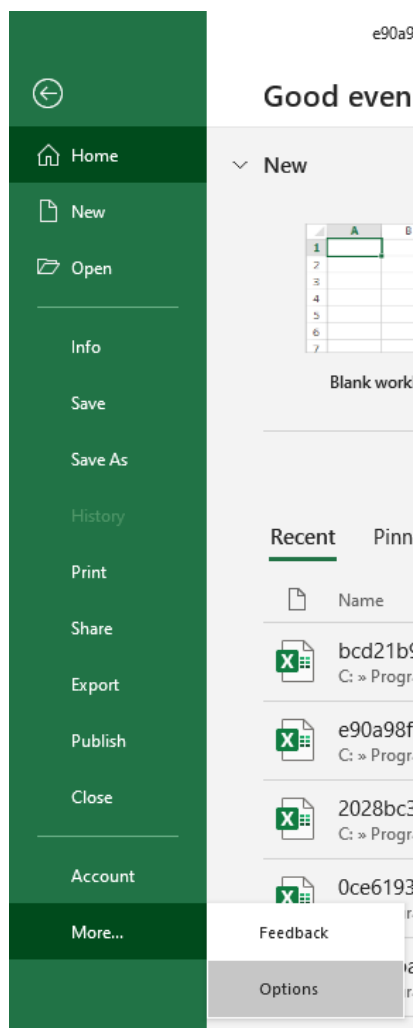 e90a9
Good even
Home
New
New
Open
A B
1
2
3
4
5
6
7
Blank work
Info
Save
Save As
History
Recent Pinn
Print
Name
Share
bcd21b9
C: » Progra
Export
Publish
e90a98f
C: » Progra
Close
2028bc3
C: » Progra
Account
0ce6193
More...
Feedback
Options